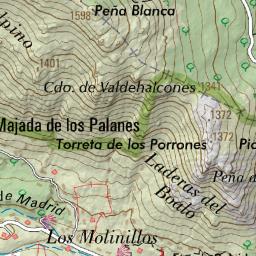 Peña Blanca
1598
Alpino
1401
Cdo. de Valdehalcones
1341
Majada de los Palanes
1372
1372
Torreta de los Porrones
Laderas del
Boalo
Peña
de Madrid
Los Molinillos